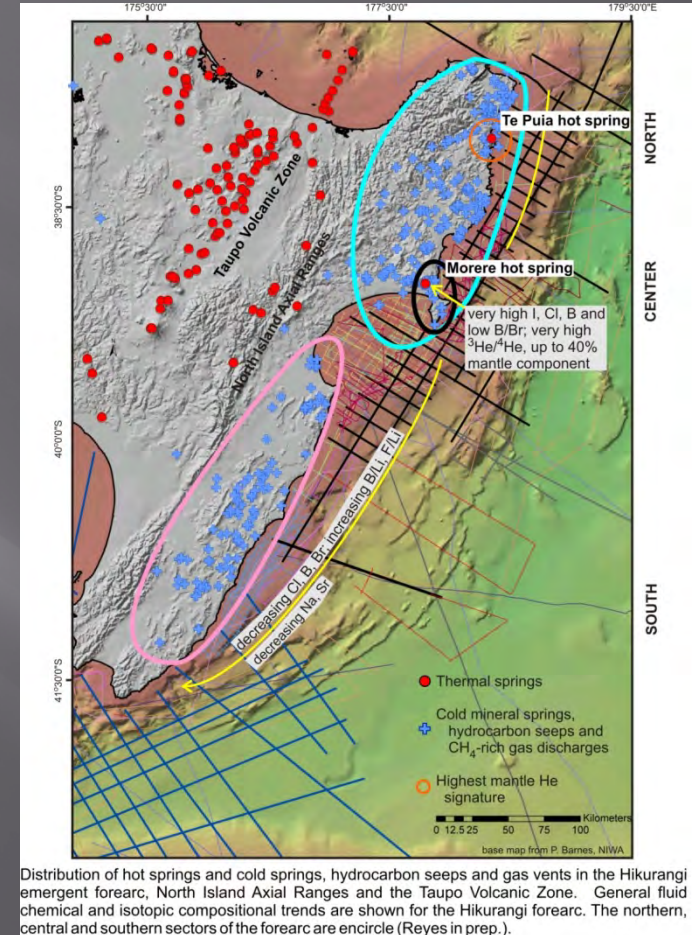 175°30'0"
177°30'0"
179°30'0"E
38°30'0"S
40°0'0"S
41°30'0"S
NORTH
CENTER
SOUTH
Te Puia hot spring
Taupo Volcanic Zone
North Island Axial Ranges
Morere hot spring
very high I, Cl, B and
low B/Br; very high
³He/⁴He, up to 40%
mantle component
decreasing Cl, B, Br; increasing B/Li, F/Li
decreasing Na, Sr
Thermal springs
Cold mineral springs,
hydrocarbon seeps and
CH₄-rich gas discharges
Highest mantle He
signature
Kilometers
0 12.5 25 50 75 100
base map from P. Barnes, NIWA
Distribution of hot springs and cold springs, hydrocarbon seeps and gas vents in the Hikurangi
emergent forearc, North Island Axial Ranges and the Taupo Volcanic Zone. General fluid
chemical and isotopic compositional trends are shown for the Hikurangi forearc. The northern,
central and southern sectors of the forearc are encircle (Reyes in prep.).